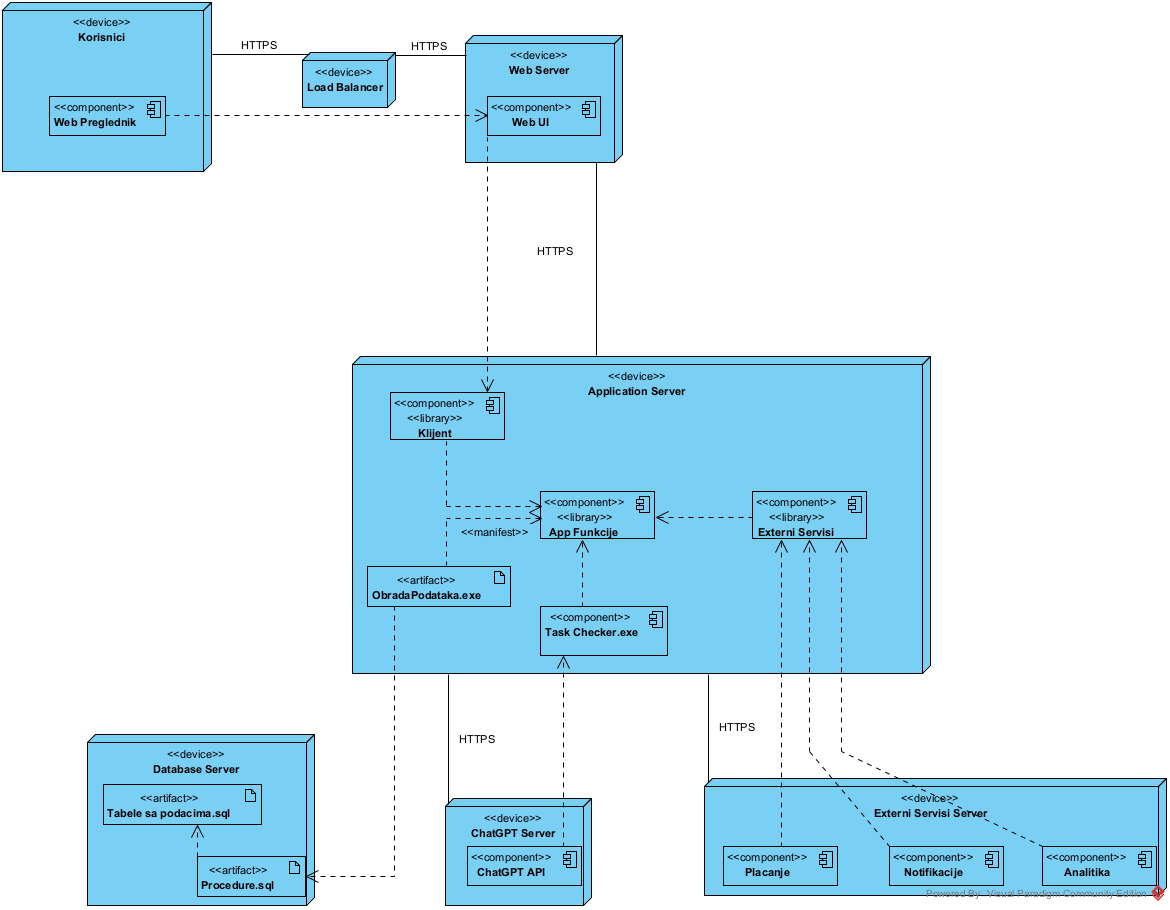 <<device>>
Korisnici
HTTPS
HTTPS
<<device>>
Load Balancer
<<device>>
Web Server
<<component>>
Web Preglednik
<<component>>
Web UI
HTTPS
<<device>>
Application Server
<<component>>
<<library>>
Klijent
<<component>>
<<library>>
App Funkcije
<<component>>
<<library>>
Externi Servisi
<<manifest>>
<<artifact>>
ObradaPodataka.exe
<<component>>
Task Checker.exe
HTTPS
HTTPS
<<device>>
Database Server
<<artifact>>
Tabele sa podacima.sql
<<artifact>>
Procedure.sql
<<device>>
ChatGPT Server
<<component>>
ChatGPT API
<<device>>
Externi Servisi Server
<<component>>
Placanje
<<component>>
Notifikacije
<<component>>
Analitika
Powered By Visual Paradigm Community Edition